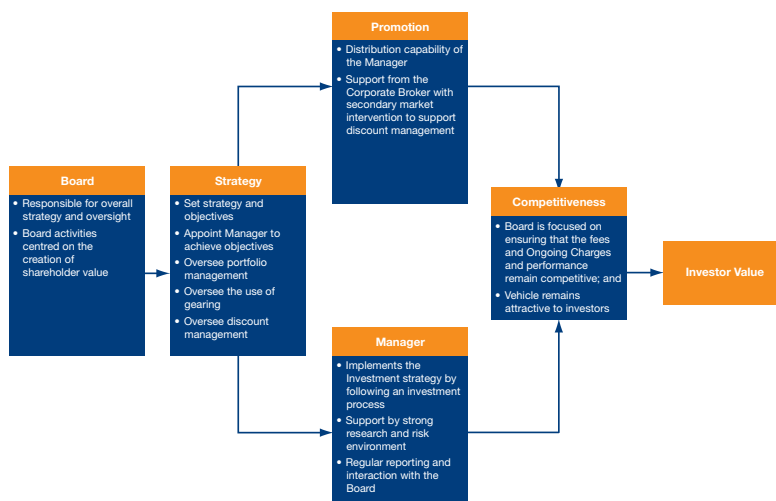 Board
• Responsible for overall
strategy and oversight
• Board activities
centred on the
creation of
shareholder value
Strategy
• Set strategy and
objectives
• Appoint Manager to
achieve objectives
• Oversee portfolio
management
• Oversee the use of
gearing
• Oversee discount
management
Promotion
• Distribution capability of
the Manager
• Support from the
Corporate Broker with
secondary market
intervention to support
discount management
Manager
• Implements the
Investment strategy by
following an investment
process
• Support by strong
research and risk
environment
• Regular reporting and
interaction with the
Board
Competitiveness
• Board is focused on
ensuring that the fees
and Ongoing Charges
and performance
remain competitive; and
• Vehicle remains
attractive to investors
Investor Value